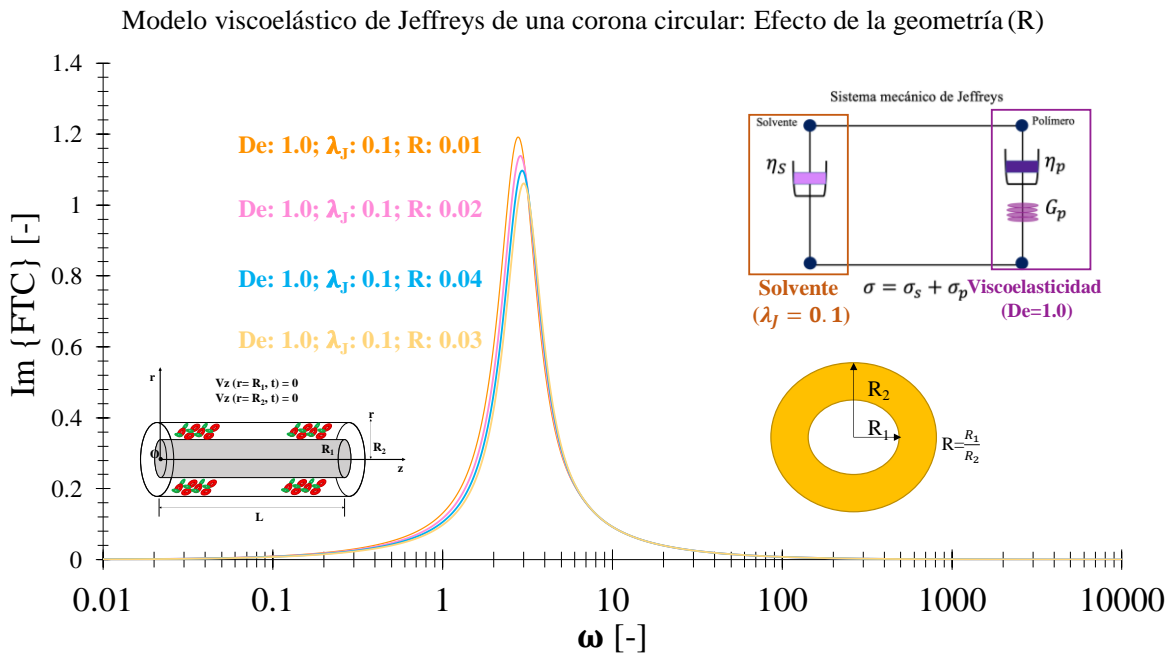 Modelo viscoelástico de Jeffreys de una corona circular: Efecto de la geometría (R)
Im {FTC} [-]
1.4
1.2
1
0.8
0.6
0.4
0.2
0
De: 1.0; λJ: 0.1; R: 0.01
De: 1.0; λJ: 0.1; R: 0.02
De: 1.0; λJ: 0.1; R: 0.04
De: 1.0; λJ: 0.1; R: 0.03
Sistema mecánico de Jeffreys
Solvente
Polímero
ηS
ηp
Gp
Solvente
(λJ = 0.1)
σ = σs + σp
Viscoelasticidad
(De=1.0)
r
Vz (r= R1, t) = 0
Vz (r= R2, t) = 0
r
O
R1
R2
z
L
R2
R1
R=R1/R2
0.01 0.1 1 10 100 1000 10000
ω [-]